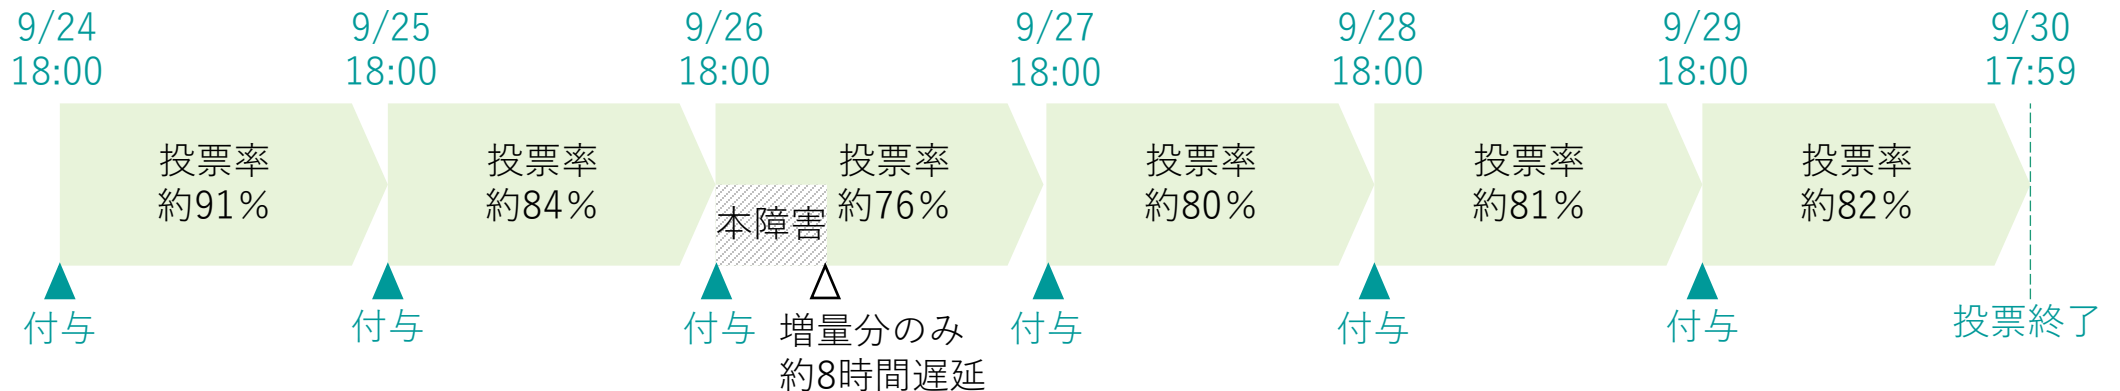 9/24
18:00
9/25
18:00
9/26
18:00
9/27
18:00
9/28
18:00
9/29
18:00
9/30
17:59
投票率
約91%
投票率
約84%
本障害
投票率
約76%
投票率
約80%
投票率
約81%
投票率
約82%
付与
付与
付与
増量分のみ
約8時間遅延
付与
付与
付与
投票終了